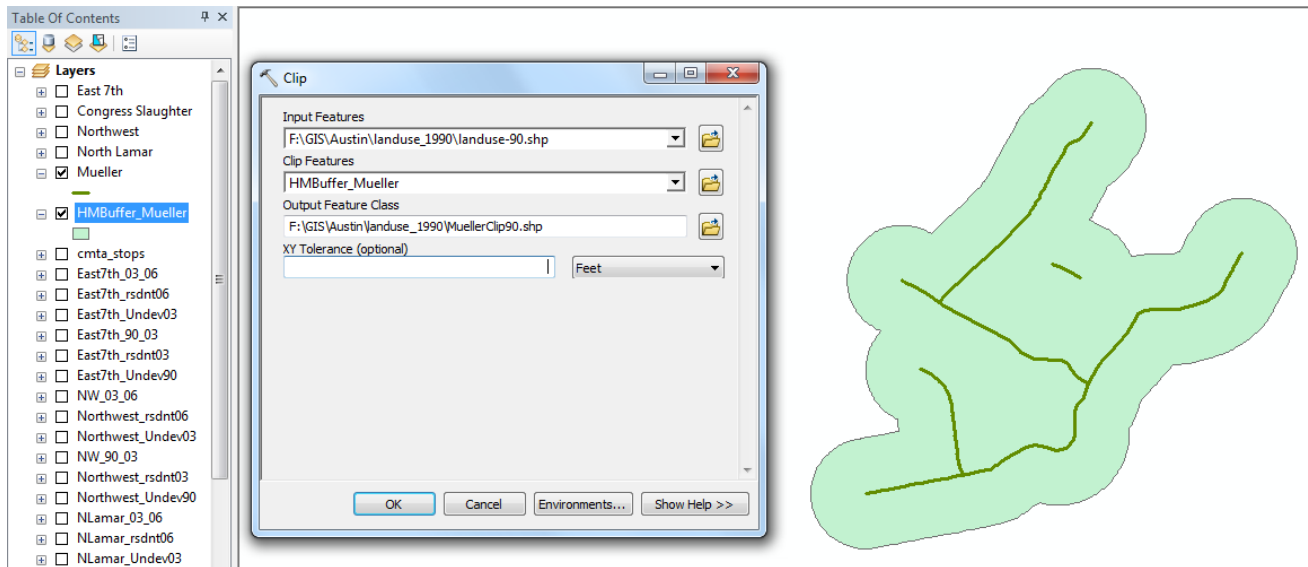 Table Of Contents
Layers
East 7th
Congress Slaughter
Northwest
North Lamar
Mueller
HMBuffer_Mueller
cmta_stops
East7th_03_06
East7th_rsdnt06
East7th_Undev03
East7th_90_03
East7th_rsdnt03
East7th_Undev90
NW_03_06
Northwest_rsdnt06
Northwest_Undev03
NW_90_03
Northwest_rsdnt03
Northwest_Undev90
NLamar_03_06
NLamar_rsdnt06
NLamar_Undev03
Clip
Input Features
F:\GIS\Austin\landuse_1990\landuse-90.shp
Clip Features
HMBuffer_Mueller
Output Feature Class
F:\GIS\Austin\landuse_1990\MuellerClip90.shp
XY Tolerance (optional)
Feet
OK
Cancel
Environments...
Show Help >>